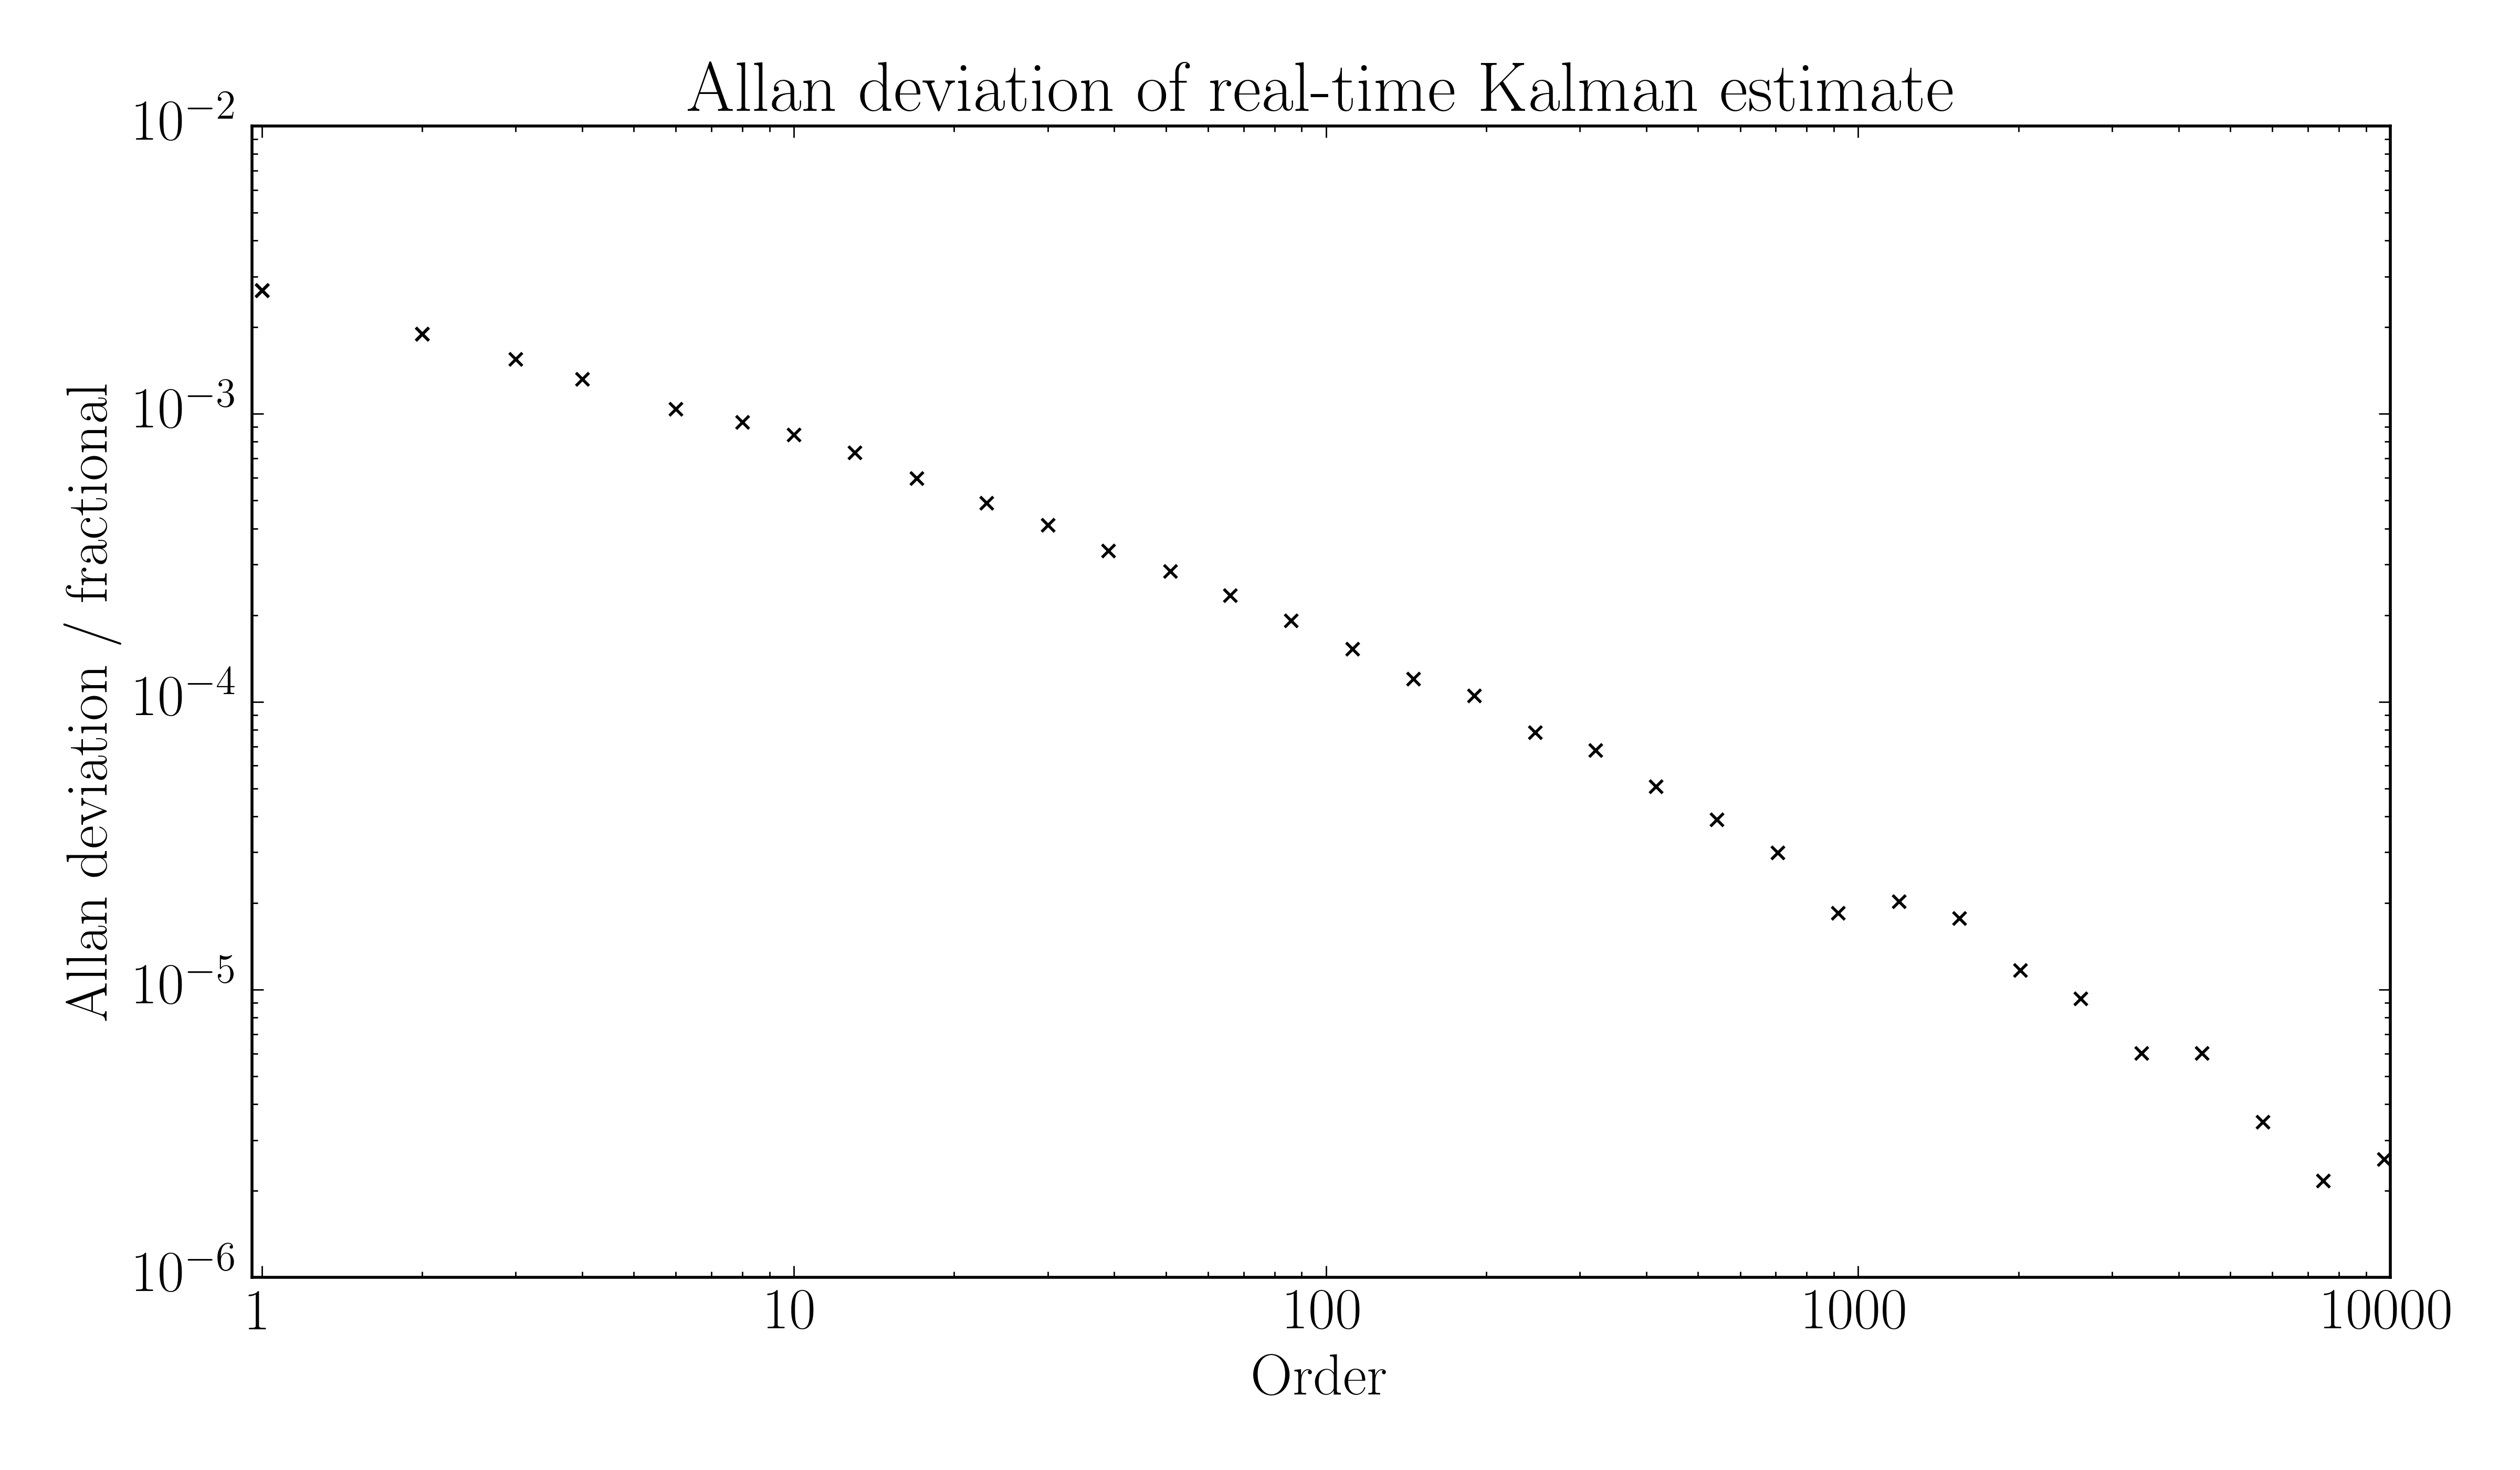 Allan deviation of real-time Kalman estimate
Allan deviation / fractional
10⁻²
10⁻³
10⁻⁴
10⁻⁵
10⁻⁶
1 10 100 1000 10000
Order